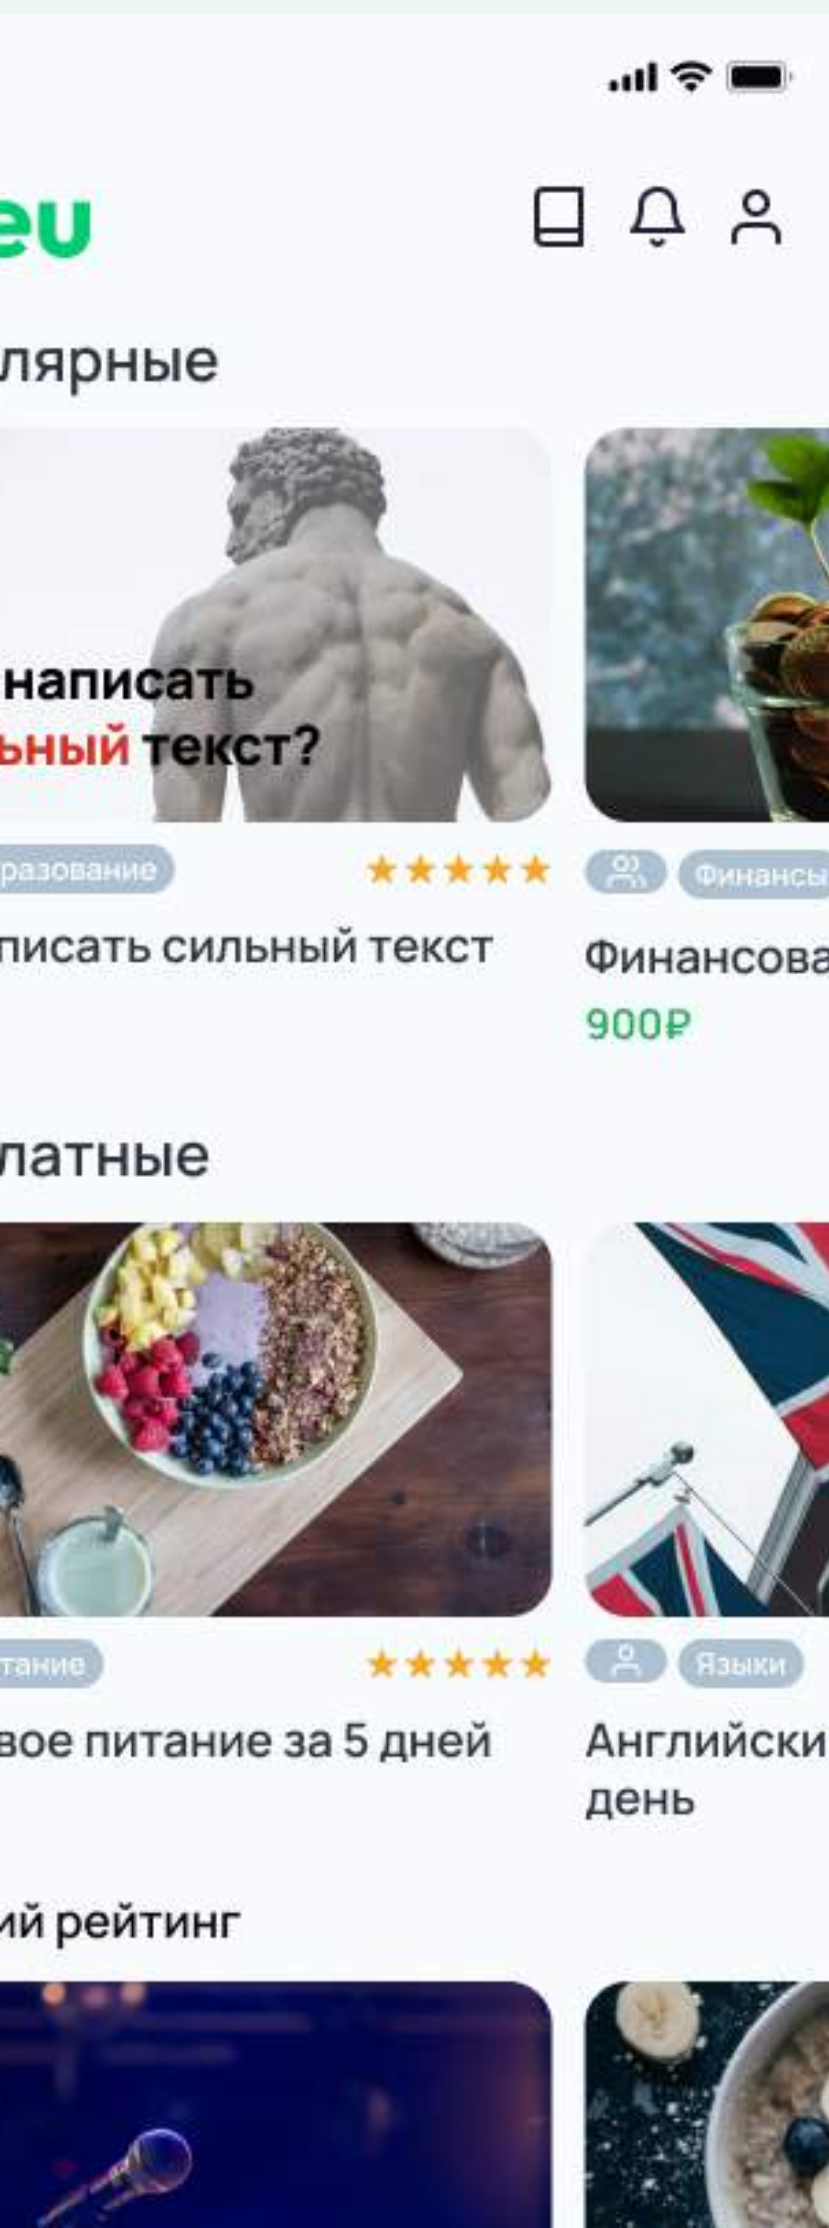 eu
лярные
написать
ьный текст?
разование
Финансы
писать сильный текст
Финансова
900₽
латные
тание
Языки
вое питание за 5 дней
Английски
день
ий рейтинг